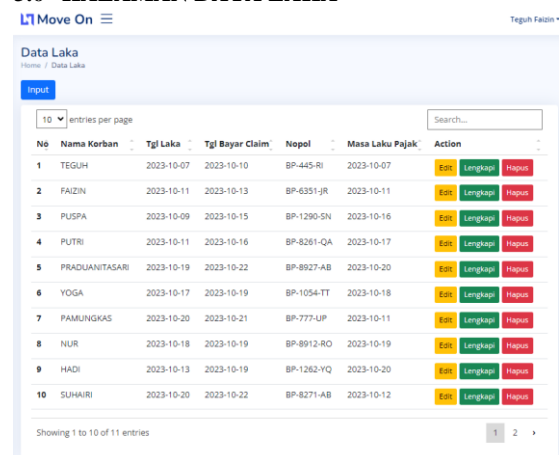 Move On
Teguh Faizin
Data Laka
Home / Data Laka
Input
10 entries per page
Search...
No Nama Korban Tgl Laka Tgl Bayar Claim Nopol Masa Laku Pajak Action
1 TEGUH 2023-10-07 2023-10-10 BP-445-RI 2023-10-07 Edit Lengkapi Hapus
2 FAIZIN 2023-10-11 2023-10-13 BP-6351-JR 2023-10-11 Edit Lengkapi Hapus
3 PUSPA 2023-10-09 2023-10-15 BP-1290-SN 2023-10-16 Edit Lengkapi Hapus
4 PUTRI 2023-10-11 2023-10-16 BP-8261-QA 2023-10-17 Edit Lengkapi Hapus
5 PRADUANITASARI 2023-10-19 2023-10-22 BP-8927-AB 2023-10-20 Edit Lengkapi Hapus
6 YOGA 2023-10-17 2023-10-19 BP-1054-TT 2023-10-18 Edit Lengkapi Hapus
7 PAMUNGKAS 2023-10-20 2023-10-21 BP-777-UP 2023-10-11 Edit Lengkapi Hapus
8 NUR 2023-10-18 2023-10-19 BP-8912-RO 2023-10-19 Edit Lengkapi Hapus
9 HADI 2023-10-13 2023-10-19 BP-1262-YQ 2023-10-20 Edit Lengkapi Hapus
10 SUHAIRI 2023-10-20 2023-10-22 BP-8271-AB 2023-10-12 Edit Lengkapi Hapus
Showing 1 to 10 of 11 entries
1 2 ›